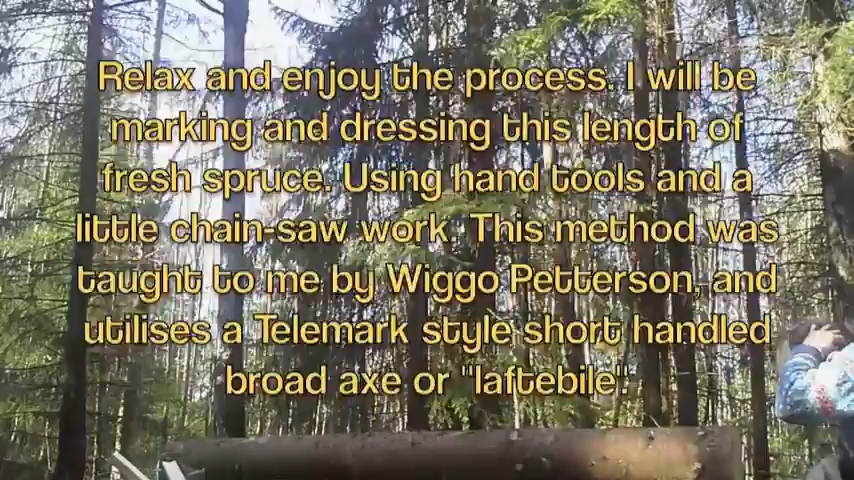 Relax and enjoy the process. I will be
marking and dressing this length of
fresh spruce. Using hand tools and a
little chain-saw work. This method was
taught to me by Wiggo Petterson, and
utilises a Telemark style short handled
broad axe or "laftebile".